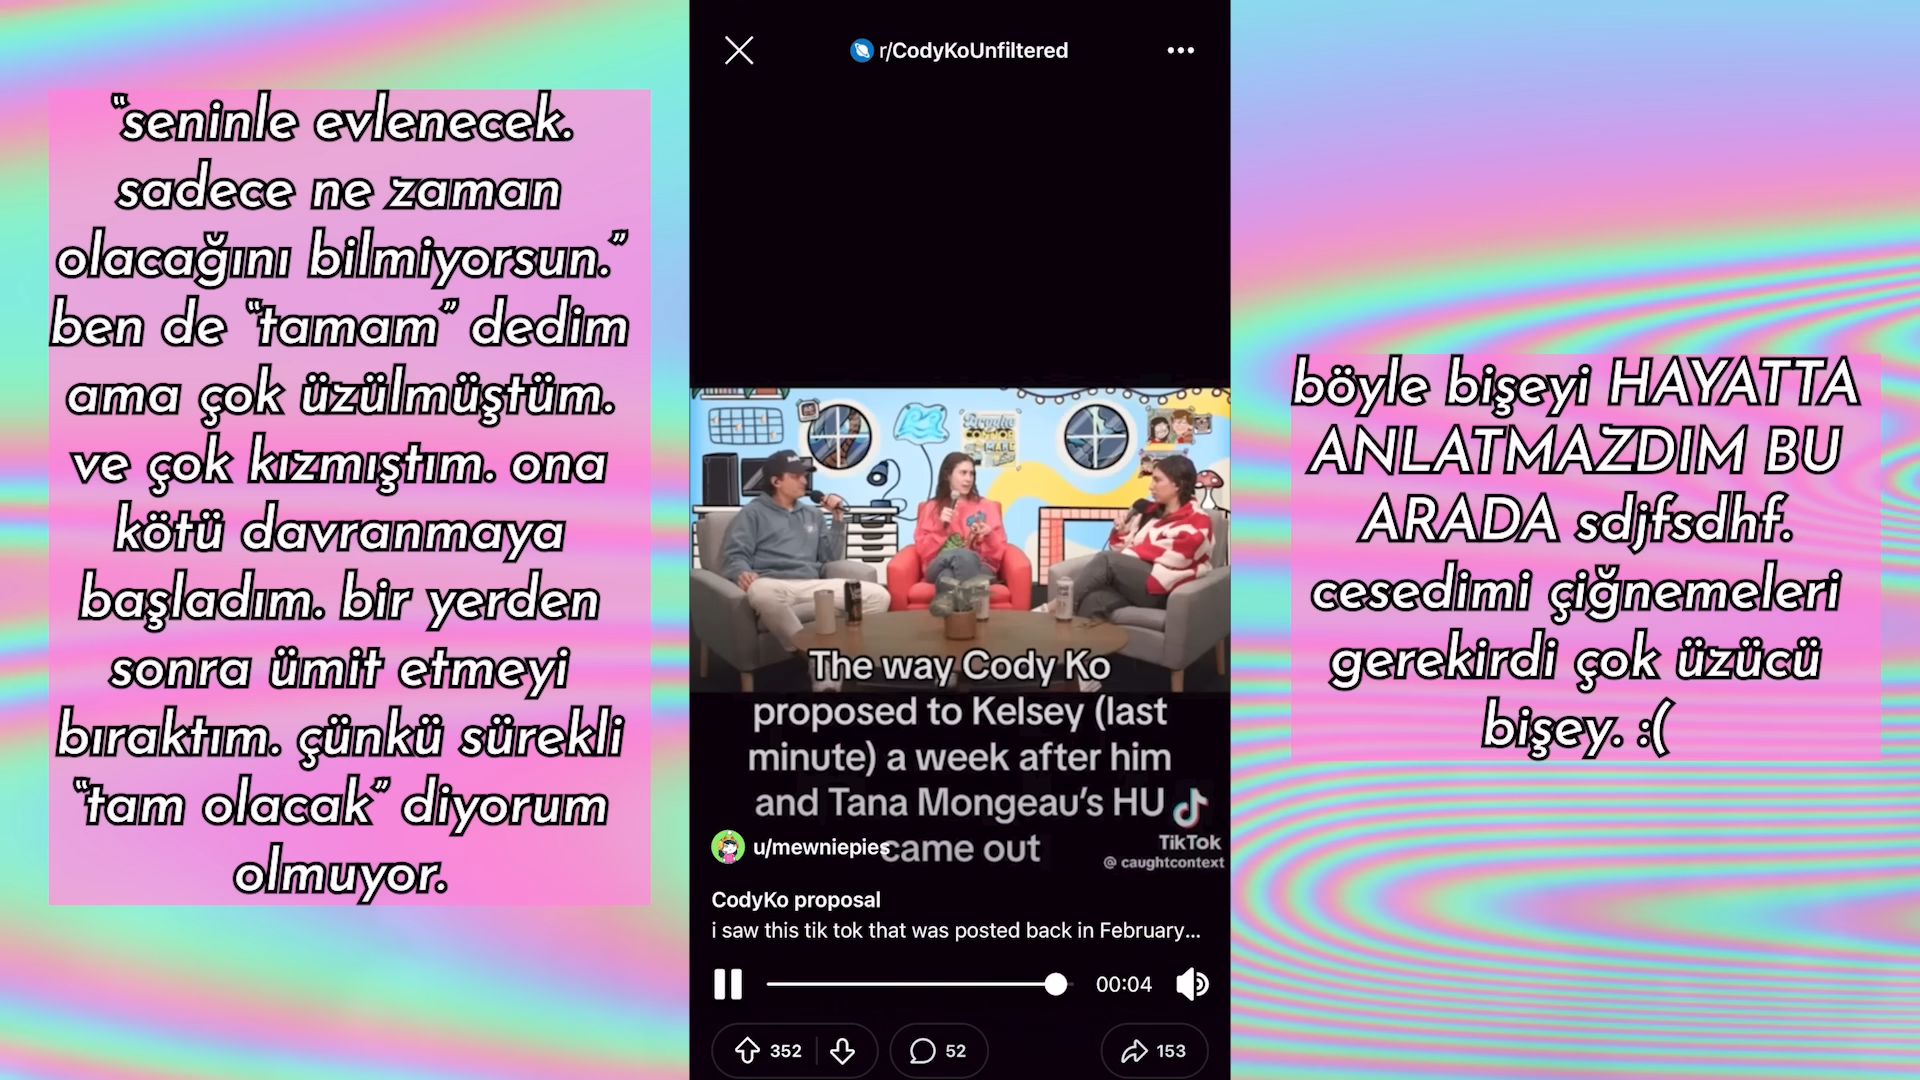 “seninle evlenecek.
sadece ne zaman
olacağını bilmiyorsun.”
ben de “tamam” dedim
ama çok üzülmüştüm.
ve çok kızmıştım. ona
kötü davranmaya
başladım. bir yerden
sonra ümit etmeyi
bıraktım. çünkü sürekli
“tam olacak” diyorum
olmuyor.
r/CodyKoUnfiltered
The way Cody Ko
proposed to Kelsey (last
minute) a week after him
and Tana Mongeau’s HU
came out
TikTok
@ caughtcontext
u/mewniepies
CodyKo proposal
i saw this tik tok that was posted back in February...
00:04
352
52
153
böyle bişeyi HAYATTA
ANLATMAZDIM BU
ARADA sdjfsdhf.
cesedimi çiğnemeleri
gerekirdi çok üzücü
bişey. :(